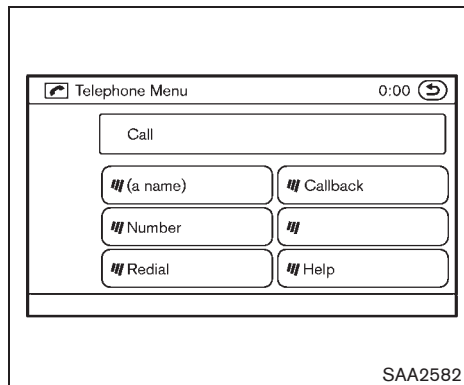 Telephone Menu 0:00
Call
(a name) Callback
Number
Redial Help
SAA2582